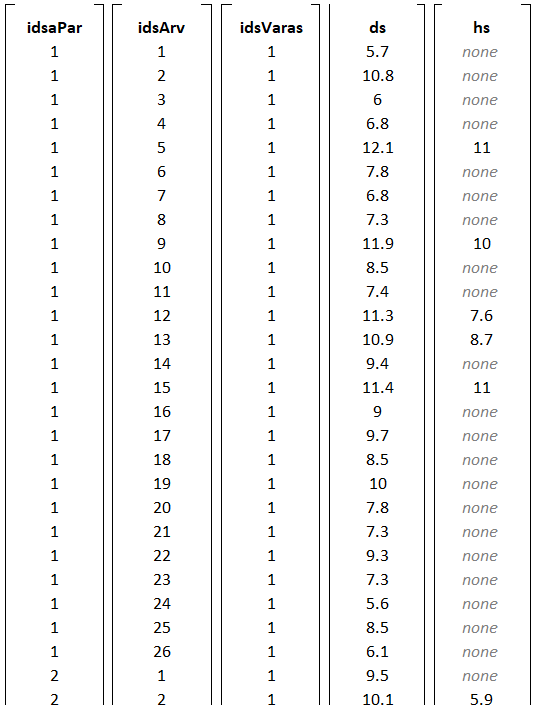 idsaPar idsArv idsVaras ds hs
1 1 1 5.7 none
1 2 1 10.8 none
1 3 1 6 none
1 4 1 6.8 none
1 5 1 12.1 11
1 6 1 7.8 none
1 7 1 6.8 none
1 8 1 7.3 none
1 9 1 11.9 10
1 10 1 8.5 none
1 11 1 7.4 none
1 12 1 11.3 7.6
1 13 1 10.9 8.7
1 14 1 9.4 none
1 15 1 11.4 11
1 16 1 9 none
1 17 1 9.7 none
1 18 1 8.5 none
1 19 1 10 none
1 20 1 7.8 none
1 21 1 7.3 none
1 22 1 9.3 none
1 23 1 7.3 none
1 24 1 5.6 none
1 25 1 8.5 none
1 26 1 6.1 none
2 1 1 9.5 none
2 2 1 10.1 5.9